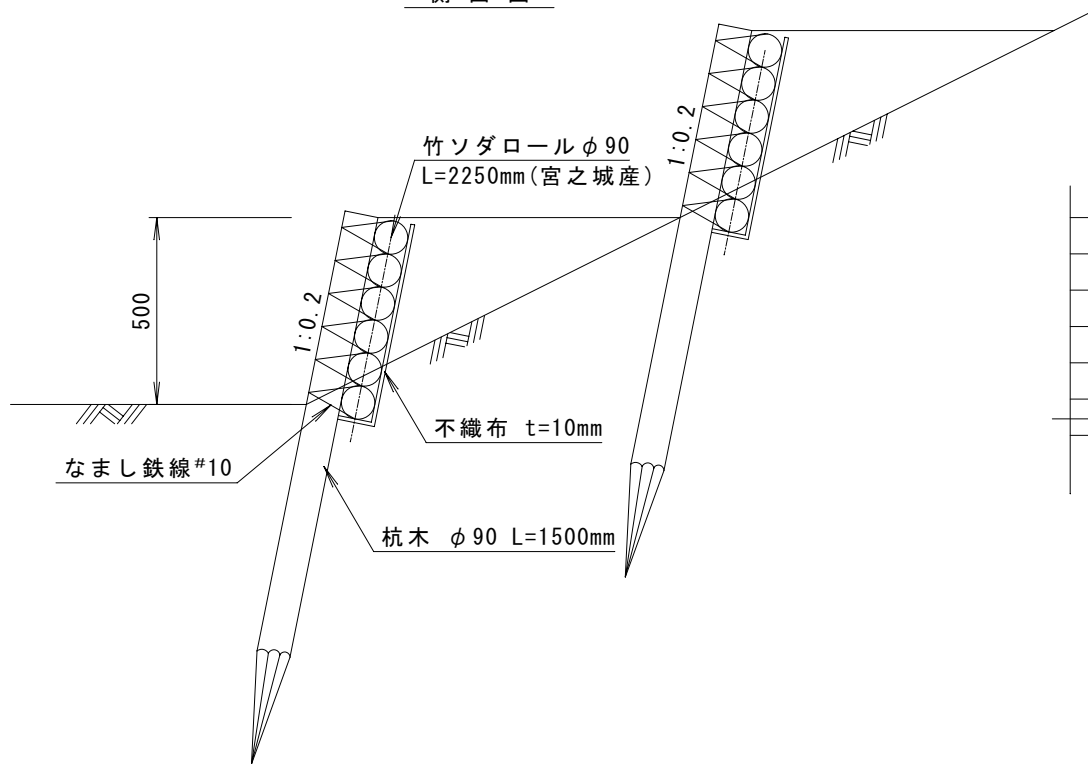 側面図
竹ソダロールφ90
L=2250mm(宮之城産)
1:0.2
500
1:0.2
不織布 t=10mm
なまし鉄線#10
杭木 φ90 L=1500mm